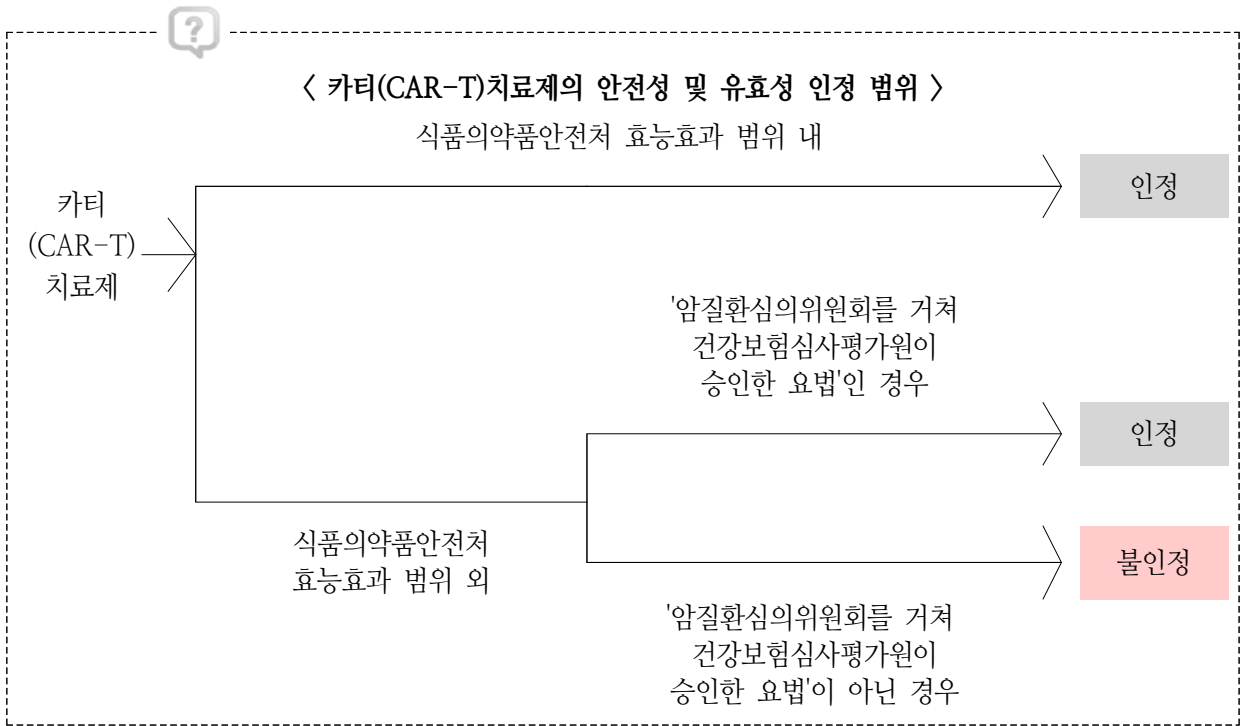 ?
< 카티(CAR-T)치료제의 안전성 및 유효성 인정 범위 >
식품의약품안전처 효능효과 범위 내
인정
카티
(CAR-T)
치료제
'암질환심의위원회를 거쳐
건강보험심사평가원이
승인한 요법'인 경우
인정
식품의약품안전처
효능효과 범위 외
불인정
'암질환심의위원회를 거쳐
건강보험심사평가원이
승인한 요법'이 아닌 경우